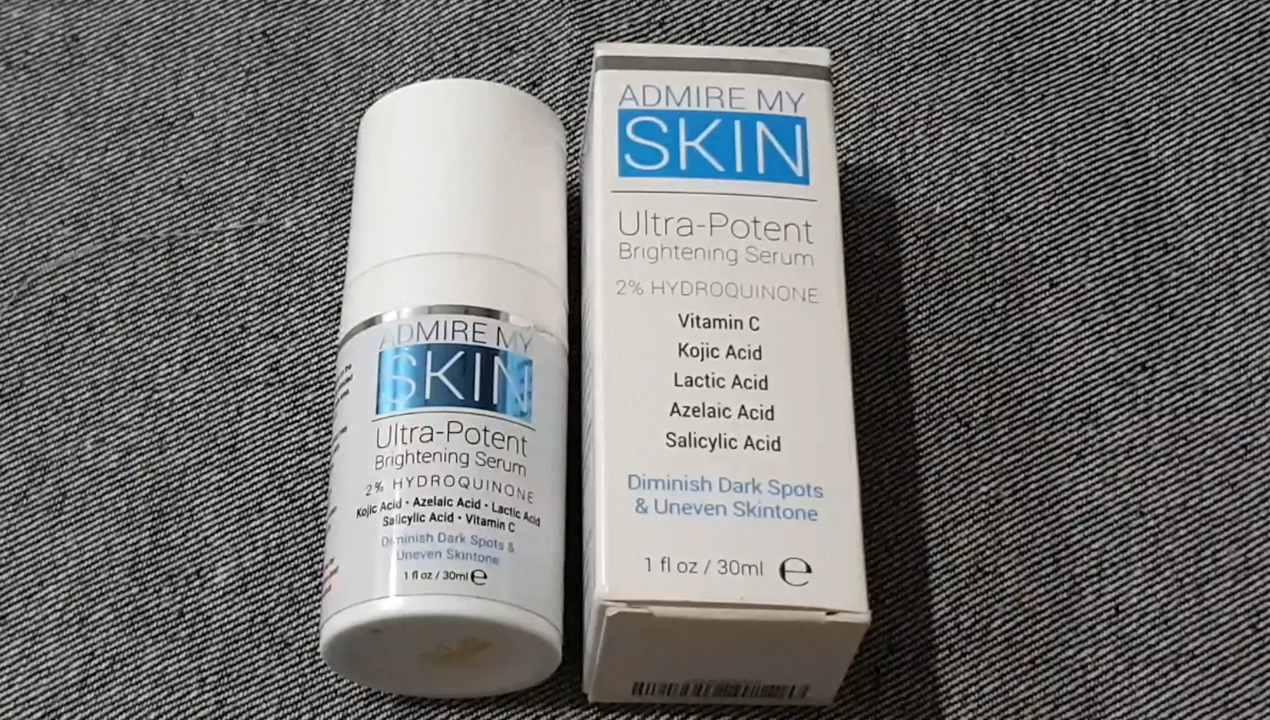 ADMIRE MY
SKIN
Ultra-Potent
Brightening Serum
2% HYDROQUINONE
Kojic Acid • Azelaic Acid • Lactic Acid
Salicylic Acid • Vitamin C
Diminish Dark Spots &
Uneven Skintone
1 fl oz / 30ml ℮
ADMIRE MY
SKIN
Ultra-Potent
Brightening Serum
2% HYDROQUINONE
Vitamin C
Kojic Acid
Lactic Acid
Azelaic Acid
Salicylic Acid
Diminish Dark Spots
& Uneven Skintone
1 fl oz / 30ml ℮